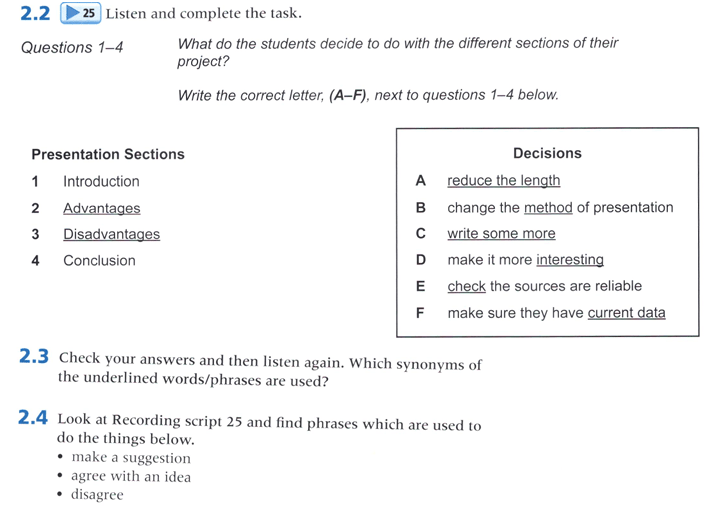 2.2 25 Listen and complete the task.
Questions 1–4
What do the students decide to do with the different sections of their
project?
Write the correct letter, (A–F), next to questions 1–4 below.
Presentation Sections
1 Introduction
2 Advantages
3 Disadvantages
4 Conclusion
Decisions
A reduce the length
B change the method of presentation
C write some more
D make it more interesting
E check the sources are reliable
F make sure they have current data
2.3 Check your answers and then listen again. Which synonyms of
the underlined words/phrases are used?
2.4 Look at Recording script 25 and find phrases which are used to
do the things below.
• make a suggestion
• agree with an idea
• disagree